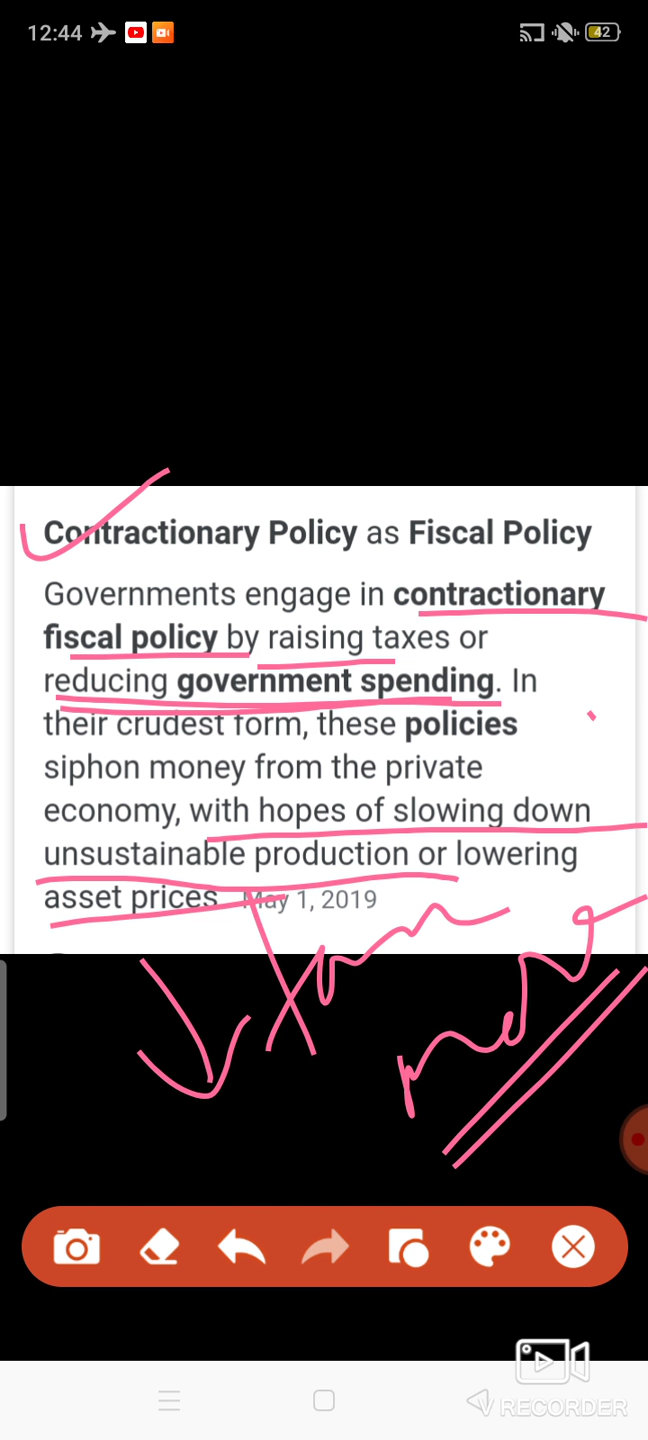 12:44
42
Contractionary Policy as Fiscal Policy
Governments engage in contractionary
fiscal policy by raising taxes or
reducing government spending. In
their crudest form, these policies
siphon money from the private
economy, with hopes of slowing down
unsustainable production or lowering
asset prices. May 1, 2019
RECORDER